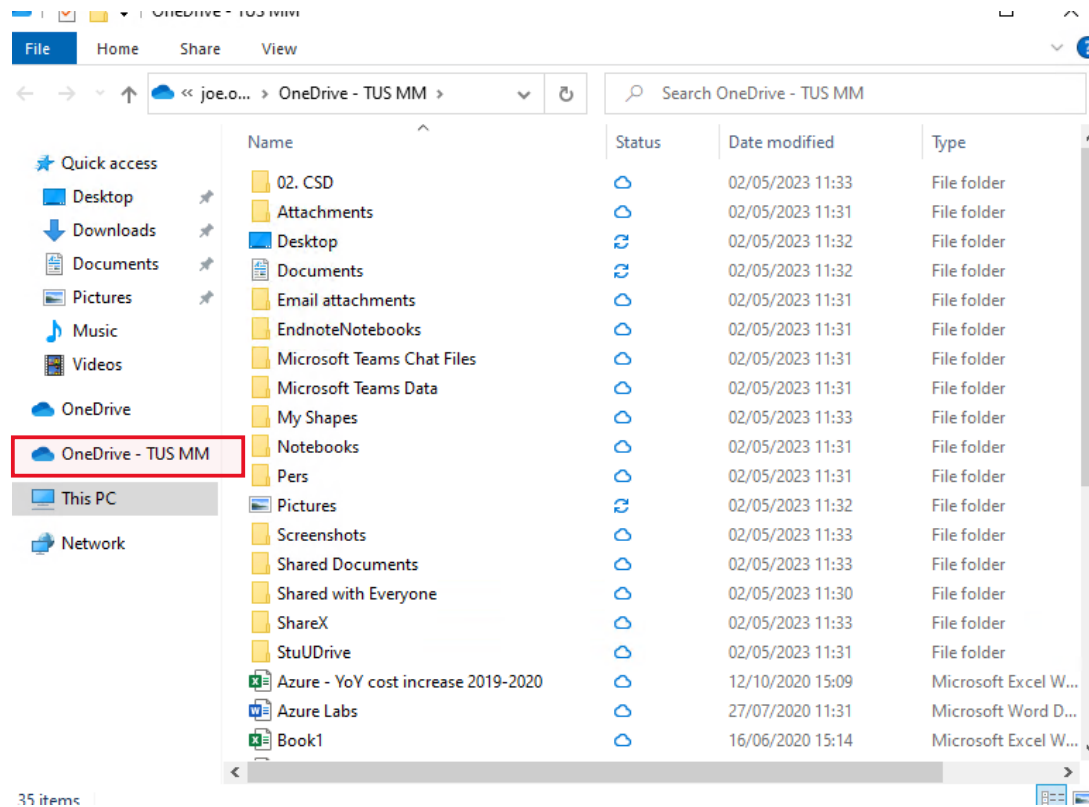 OneDrive - TUS MM
File Home Share View
« joe.o... > OneDrive - TUS MM > Search OneDrive - TUS MM
Name Status Date modified Type
Quick access
Desktop
Downloads
Documents
Pictures
Music
Videos
OneDrive
OneDrive - TUS MM
This PC
Network
02. CSD 02/05/2023 11:33 File folder
Attachments 02/05/2023 11:31 File folder
Desktop 02/05/2023 11:32 File folder
Documents 02/05/2023 11:32 File folder
Email attachments 02/05/2023 11:31 File folder
EndnoteNotebooks 02/05/2023 11:31 File folder
Microsoft Teams Chat Files 02/05/2023 11:31 File folder
Microsoft Teams Data 02/05/2023 11:31 File folder
My Shapes 02/05/2023 11:33 File folder
Notebooks 02/05/2023 11:31 File folder
Pers 02/05/2023 11:31 File folder
Pictures 02/05/2023 11:32 File folder
Screenshots 02/05/2023 11:33 File folder
Shared Documents 02/05/2023 11:33 File folder
Shared with Everyone 02/05/2023 11:30 File folder
ShareX 02/05/2023 11:33 File folder
StuUDrive 02/05/2023 11:31 File folder
Azure - YoY cost increase 2019-2020 12/10/2020 15:09 Microsoft Excel W...
Azure Labs 27/07/2020 11:31 Microsoft Word D...
Book1 16/06/2020 15:14 Microsoft Excel W...
35 items